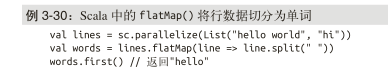 例 3-30：Scala 中的 flatMap() 将行数据切分为单词
val lines = sc.parallelize(List("hello world", "hi"))
val words = lines.flatMap(line => line.split(" "))
words.first() // 返回"hello"